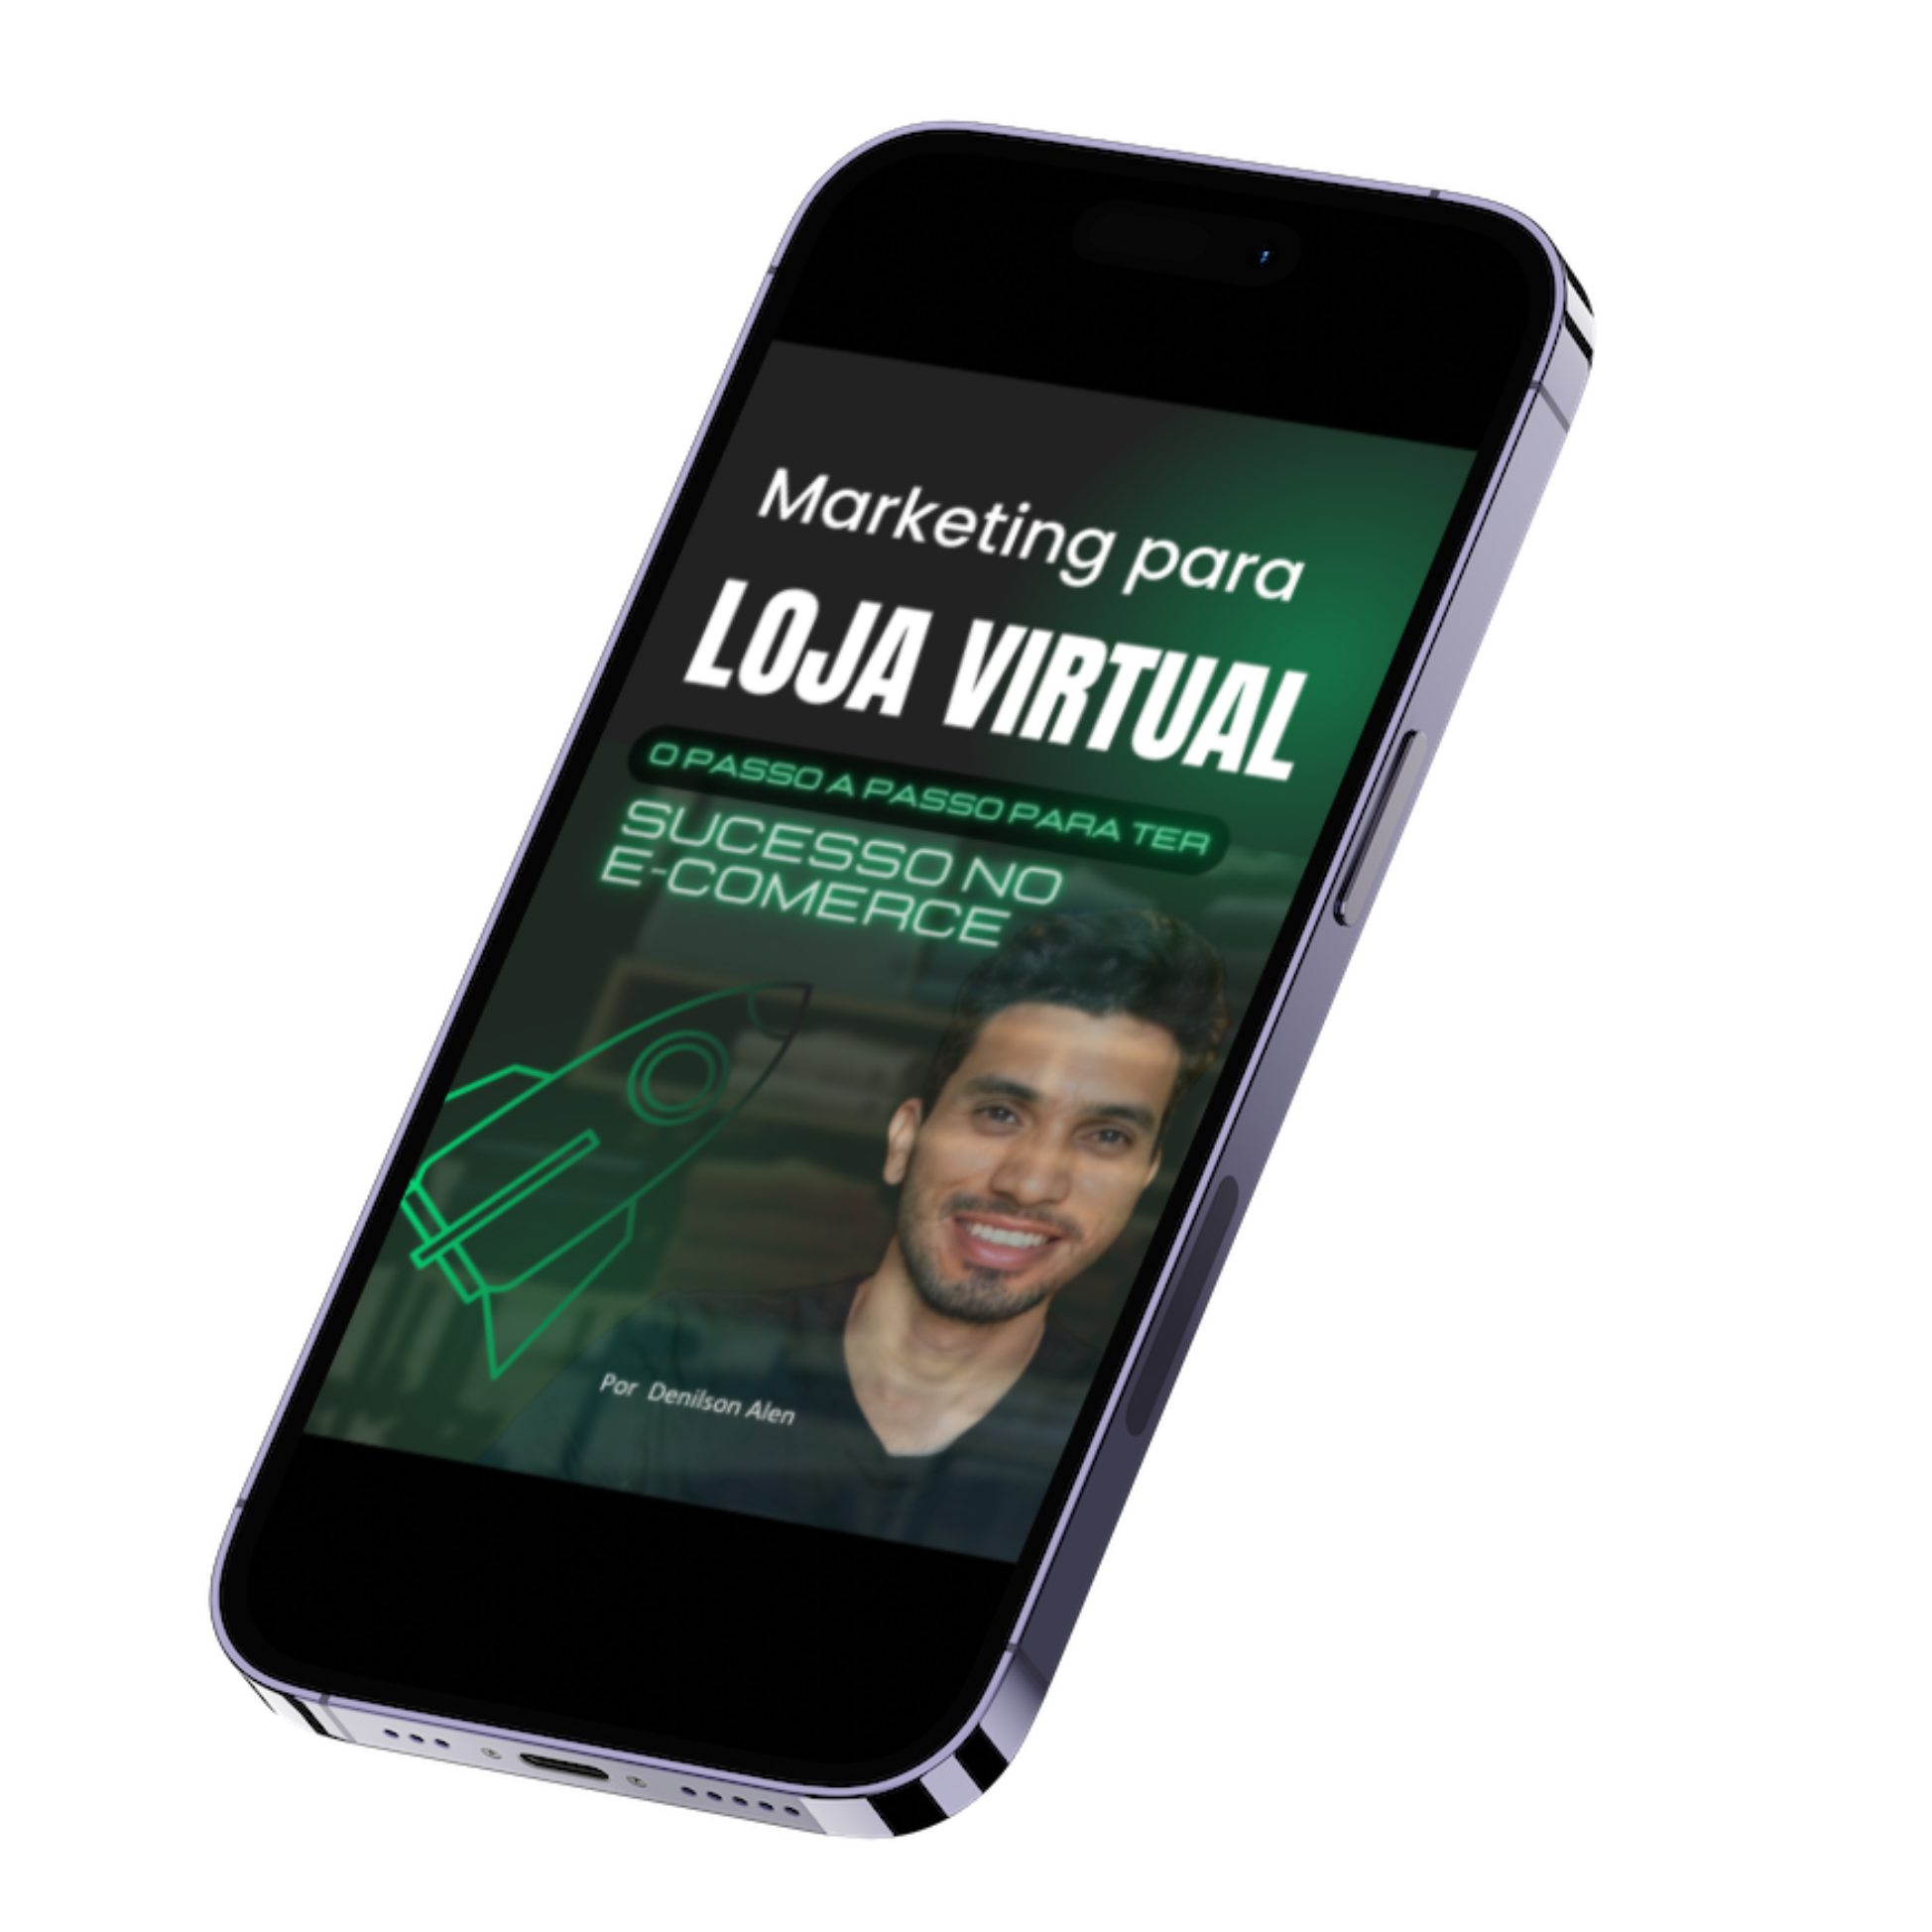 Marketing para
LOJA VIRTUAL
O PASSO A PASSO PARA TER
SUCESSO NO
E-COMERCE
Por Denilson Alen